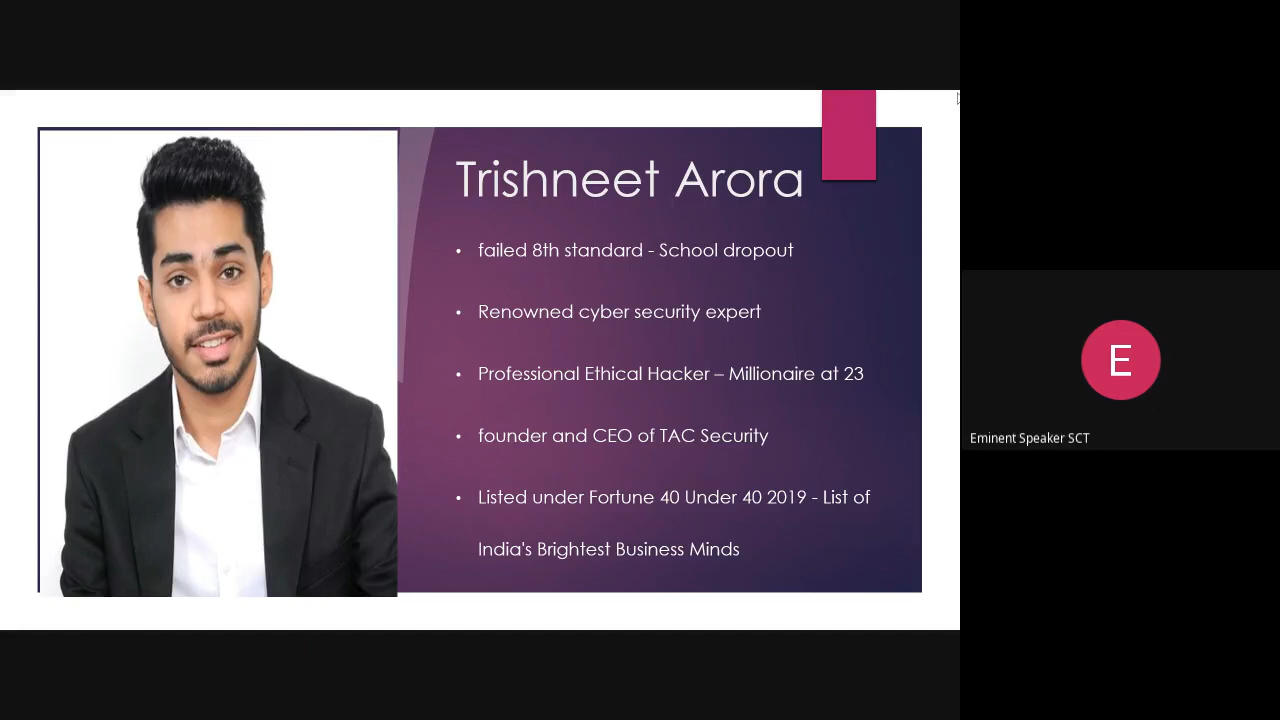 Trishneet Arora
• failed 8th standard - School dropout
• Renowned cyber security expert
• Professional Ethical Hacker – Millionaire at 23
• founder and CEO of TAC Security
• Listed under Fortune 40 Under 40 2019 - List of
India's Brightest Business Minds
E
Eminent Speaker SCT